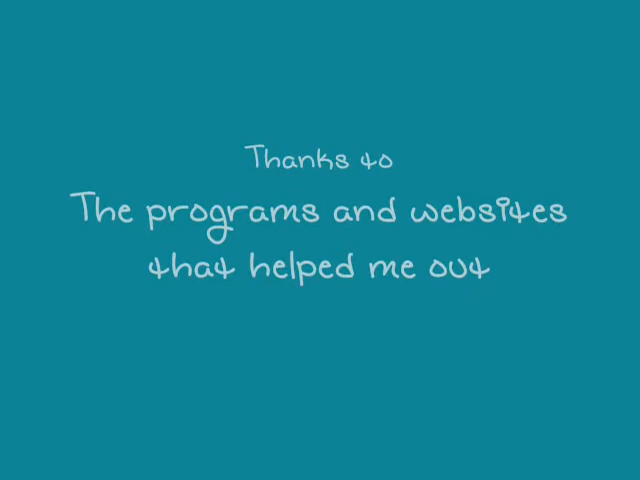 Thanks to
The programs and websites
that helped me out